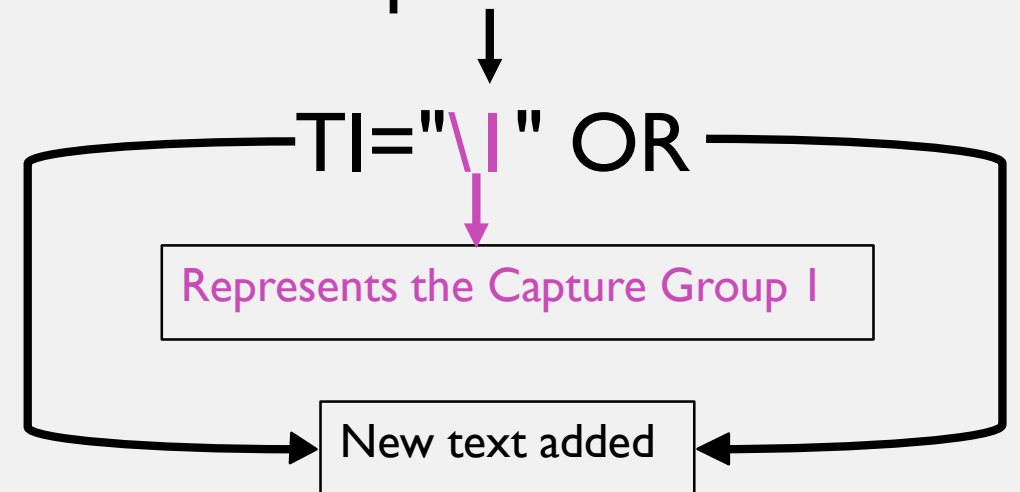 TI="\1" OR
Represents the Capture Group 1
New text added